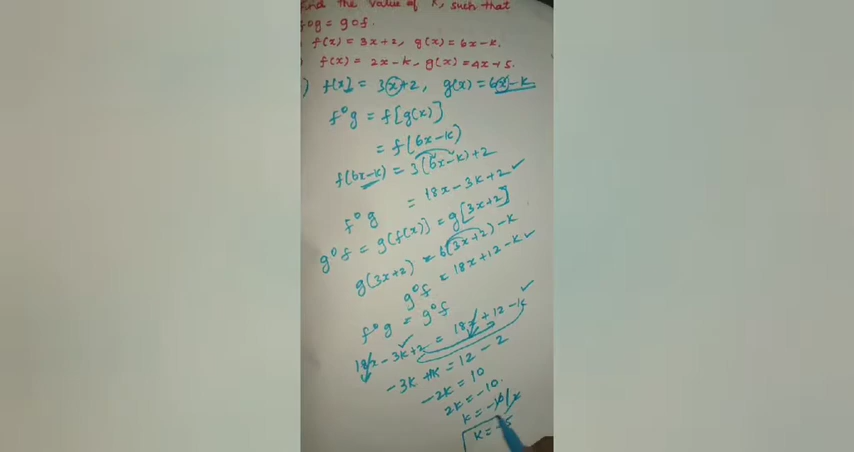 find the value of K, such that
fog = gof.
) f(x) = 3x+2, g(x) = 6x-k.
) f(x) = 2x-k, g(x) = 4x+5.
) f(x) = 3x+2, g(x) = 6x-k
f°g = f[g(x)]
= f(6x-k)
f(6x-k) = 3(6x-k)+2
= 18x-3k+2 ✓
f°g
g°f = g(f(x)] = g[3x+2]
g(3x+2) = 6(3x+2)-k
g°f = 18x+12-k ✓
f°g = g°f
18x-3k+2 = 18x+12-k
-3k+k = 12-2
-2k = 10
2k = -10.
k = -10/2
k = -5